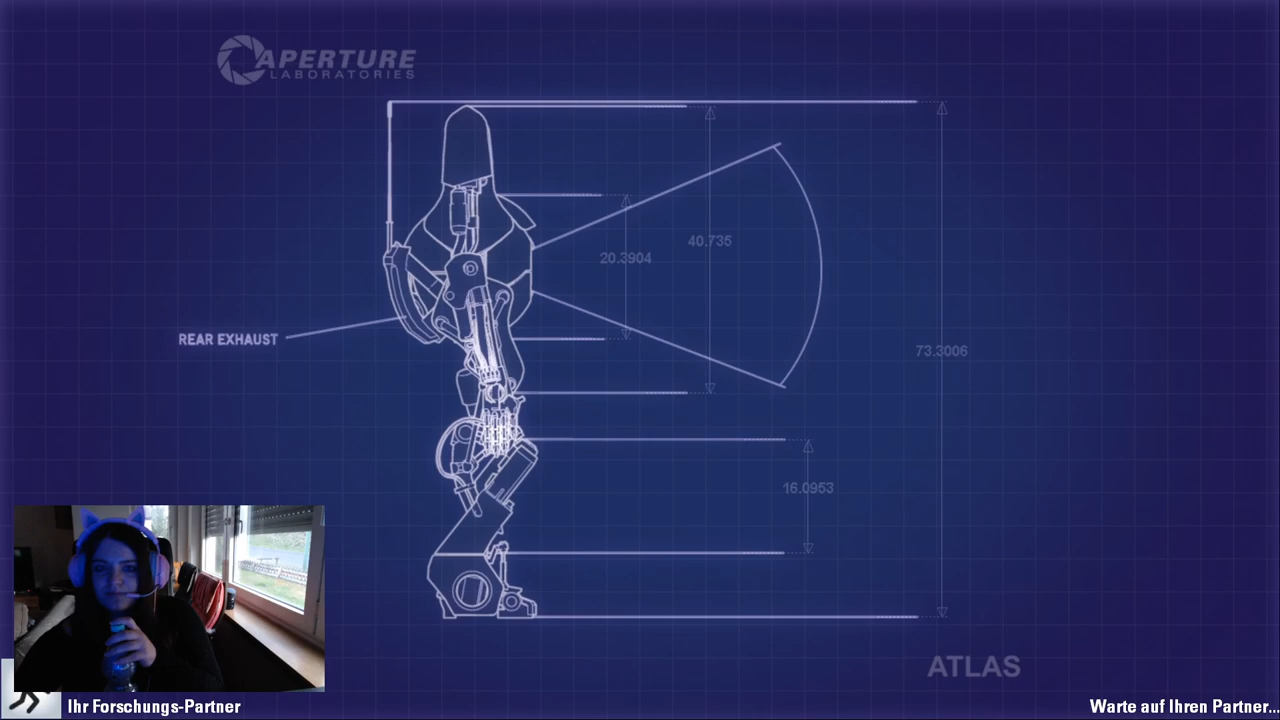 APERTURE
LABORATORIES
20.3904
40.735
REAR EXHAUST
73.3006
16.0953
ATLAS
Ihr Forschungs-Partner
Warte auf Ihren Partner...